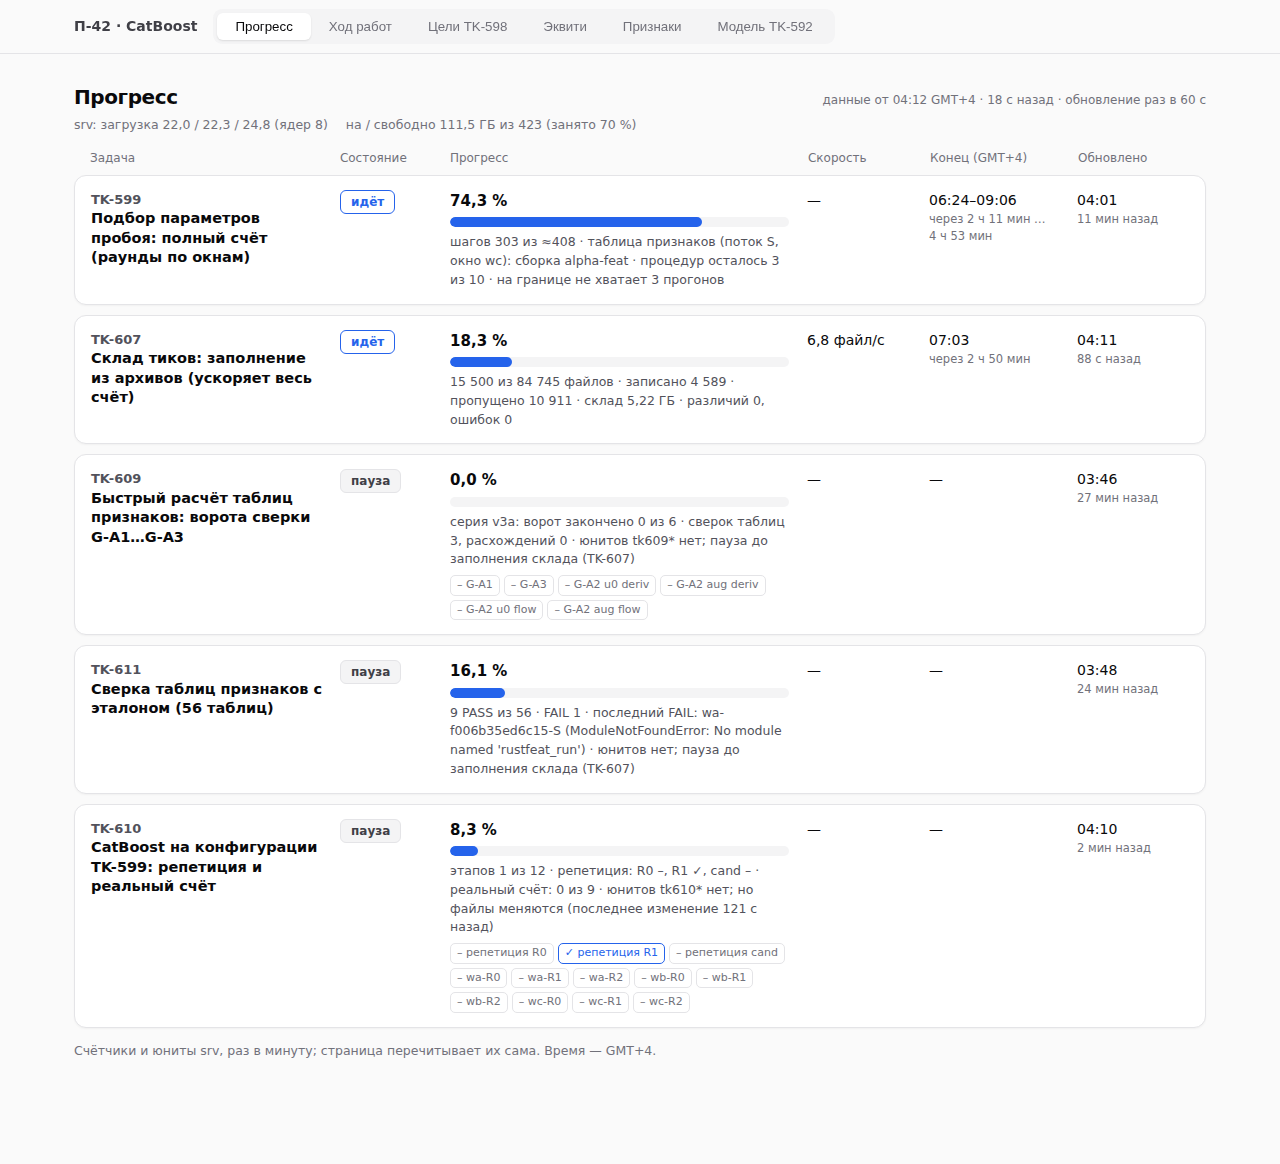 П-42 · CatBoost
Прогресс
Ход работ
Цели TK-598
Эквити
Признаки
Модель TK-592
Прогресс
данные от 04:12 GMT+4 · 18 с назад · обновление раз в 60 с
srv: загрузка 22,0 / 22,3 / 24,8 (ядер 8) на / свободно 111,5 ГБ из 423 (занято 70 %)
Задача
Состояние
Прогресс
Скорость
Конец (GMT+4)
Обновлено
TK-599
Подбор параметров
пробоя: полный счёт
(раунды по окнам)
идёт
74,3 %
шагов 303 из ≈408 · таблица признаков (поток S,
окно wc): сборка alpha-feat · процедур осталось 3
из 10 · на границе не хватает 3 прогонов
—
06:24–09:06
через 2 ч 11 мин ...
4 ч 53 мин
04:01
11 мин назад
TK-607
Склад тиков: заполнение
из архивов (ускоряет весь
счёт)
идёт
18,3 %
15 500 из 84 745 файлов · записано 4 589 ·
пропущено 10 911 · склад 5,22 ГБ · различий 0,
ошибок 0
6,8 файл/с
07:03
через 2 ч 50 мин
04:11
88 с назад
TK-609
Быстрый расчёт таблиц
признаков: ворота сверки
G-A1...G-A3
пауза
0,0 %
серия v3a: ворот закончено 0 из 6 · сверок таблиц
3, расхождений 0 · юнитов tk609* нет; пауза до
заполнения склада (TK-607)
– G-A1 – G-A3 – G-A2 u0 deriv – G-A2 aug deriv
– G-A2 u0 flow – G-A2 aug flow
—
—
03:46
27 мин назад
TK-611
Сверка таблиц признаков с
эталоном (56 таблиц)
пауза
16,1 %
9 PASS из 56 · FAIL 1 · последний FAIL: wa-
f006b35ed6c15-S (ModuleNotFoundError: No module
named 'rustfeat_run') · юнитов нет; пауза до
заполнения склада (TK-607)
—
—
03:48
24 мин назад
TK-610
CatBoost на конфигурации
TK-599: репетиция и
реальный счёт
пауза
8,3 %
этапов 1 из 12 · репетиция: R0 –, R1 ✓, cand – ·
реальный счёт: 0 из 9 · юнитов tk610* нет; но
файлы меняются (последнее изменение 121 с
назад)
– репетиция R0 ✓ репетиция R1 – репетиция cand
– wa-R0 – wa-R1 – wa-R2 – wb-R0 – wb-R1
– wb-R2 – wc-R0 – wc-R1 – wc-R2
—
—
04:10
2 мин назад
Счётчики и юниты srv, раз в минуту; страница перечитывает их сама. Время — GMT+4.